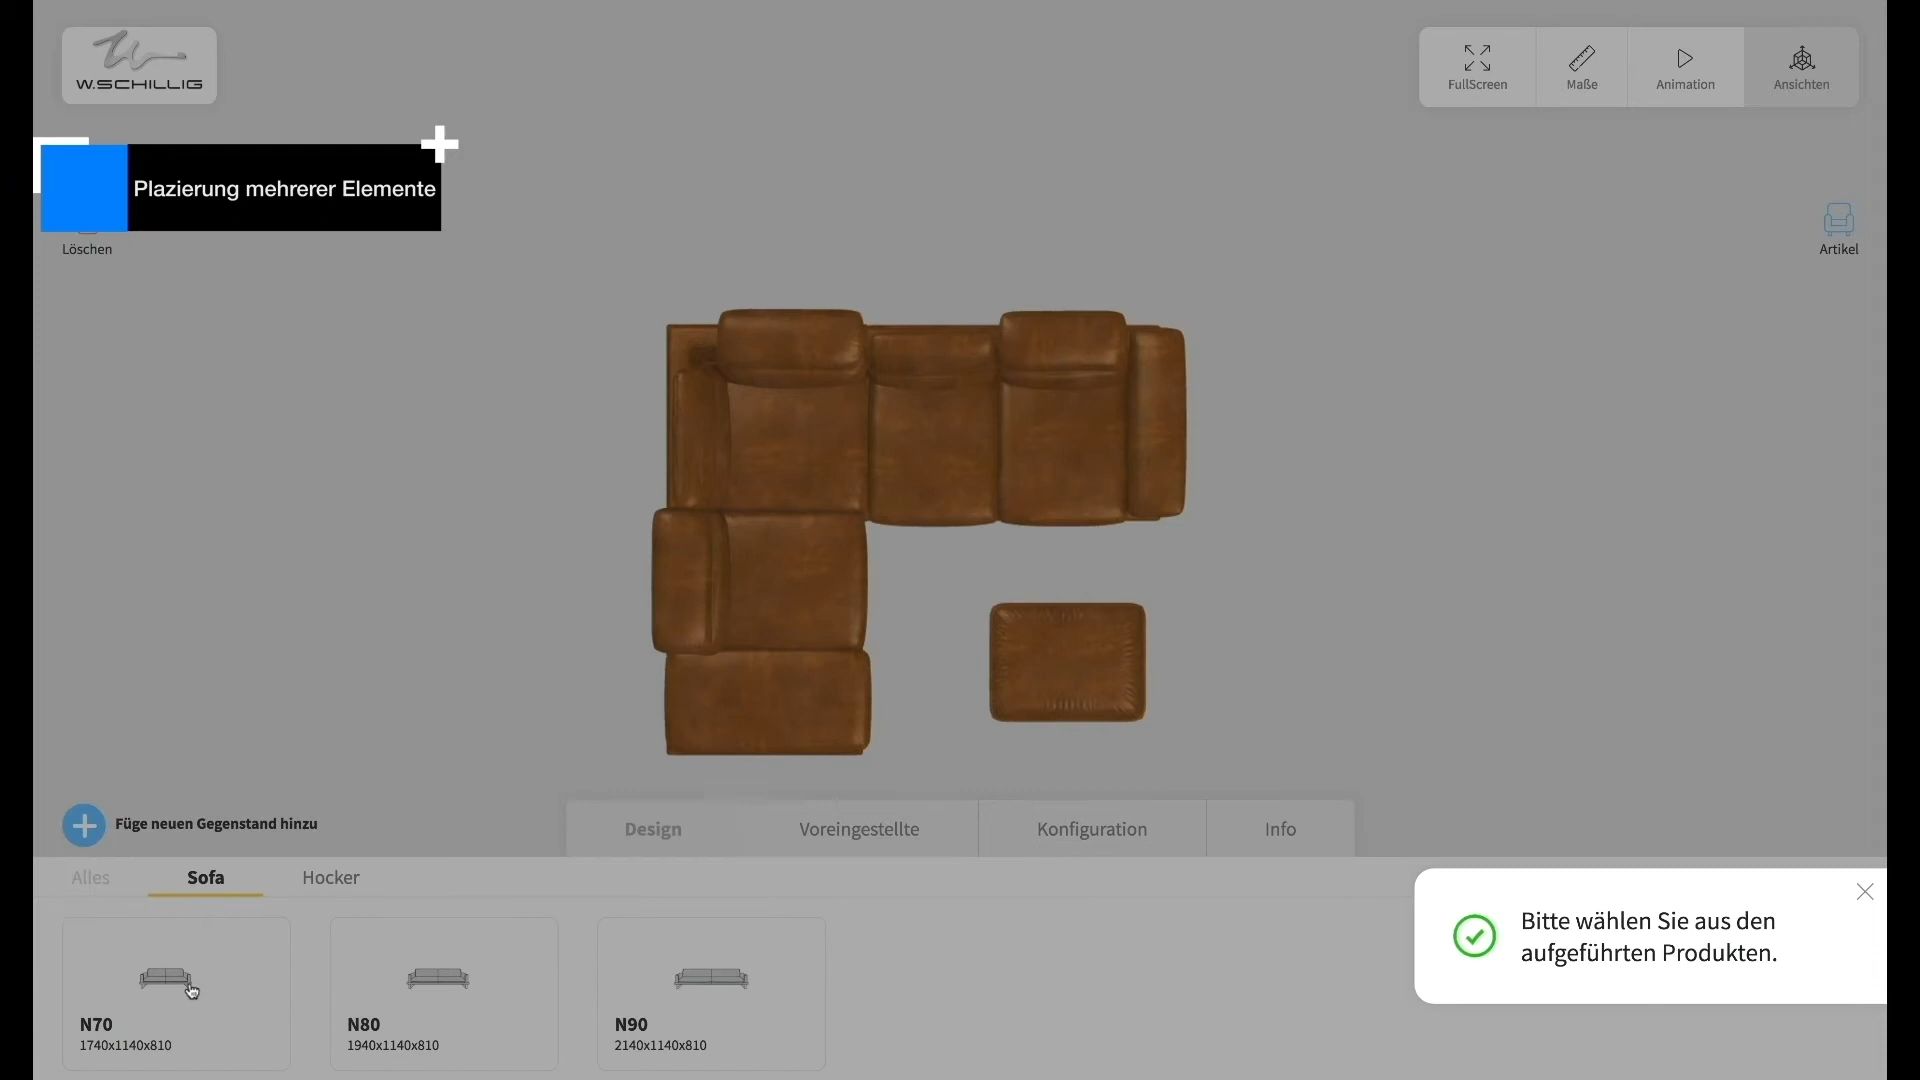 W.SCHILLIG
FullScreen
Maße
Animation
Ansichten
Plazierung mehrerer Elemente
Löschen
Artikel
Füge neuen Gegenstand hinzu
Design
Voreingestellte
Konfiguration
Info
Alles
Sofa
Hocker
Bitte wählen Sie aus den
aufgeführten Produkten.
N70
1740x1140x810
N80
1940x1140x810
N90
2140x1140x810